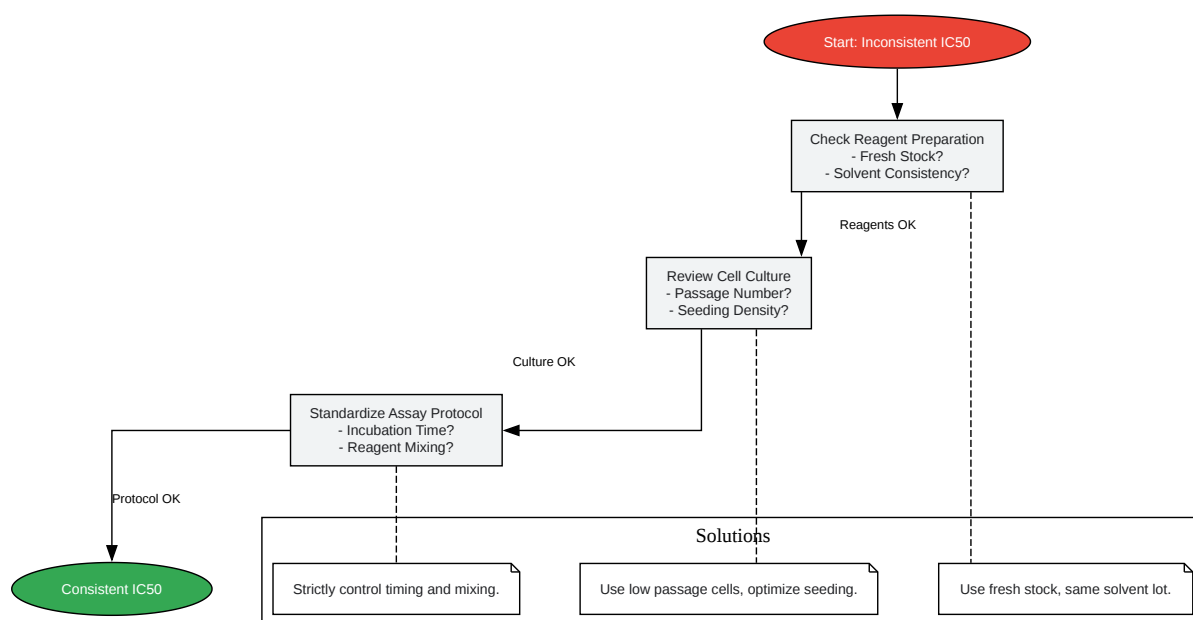 Start: Inconsistent IC50
Check Reagent Preparation
- Fresh Stock?
- Solvent Consistency?
Reagents OK
Review Cell Culture
- Passage Number?
- Seeding Density?
Culture OK
Standardize Assay Protocol
- Incubation Time?
- Reagent Mixing?
Protocol OK
Consistent IC50
Solutions
Strictly control timing and mixing.
Use low passage cells, optimize seeding.
Use fresh stock, same solvent lot.